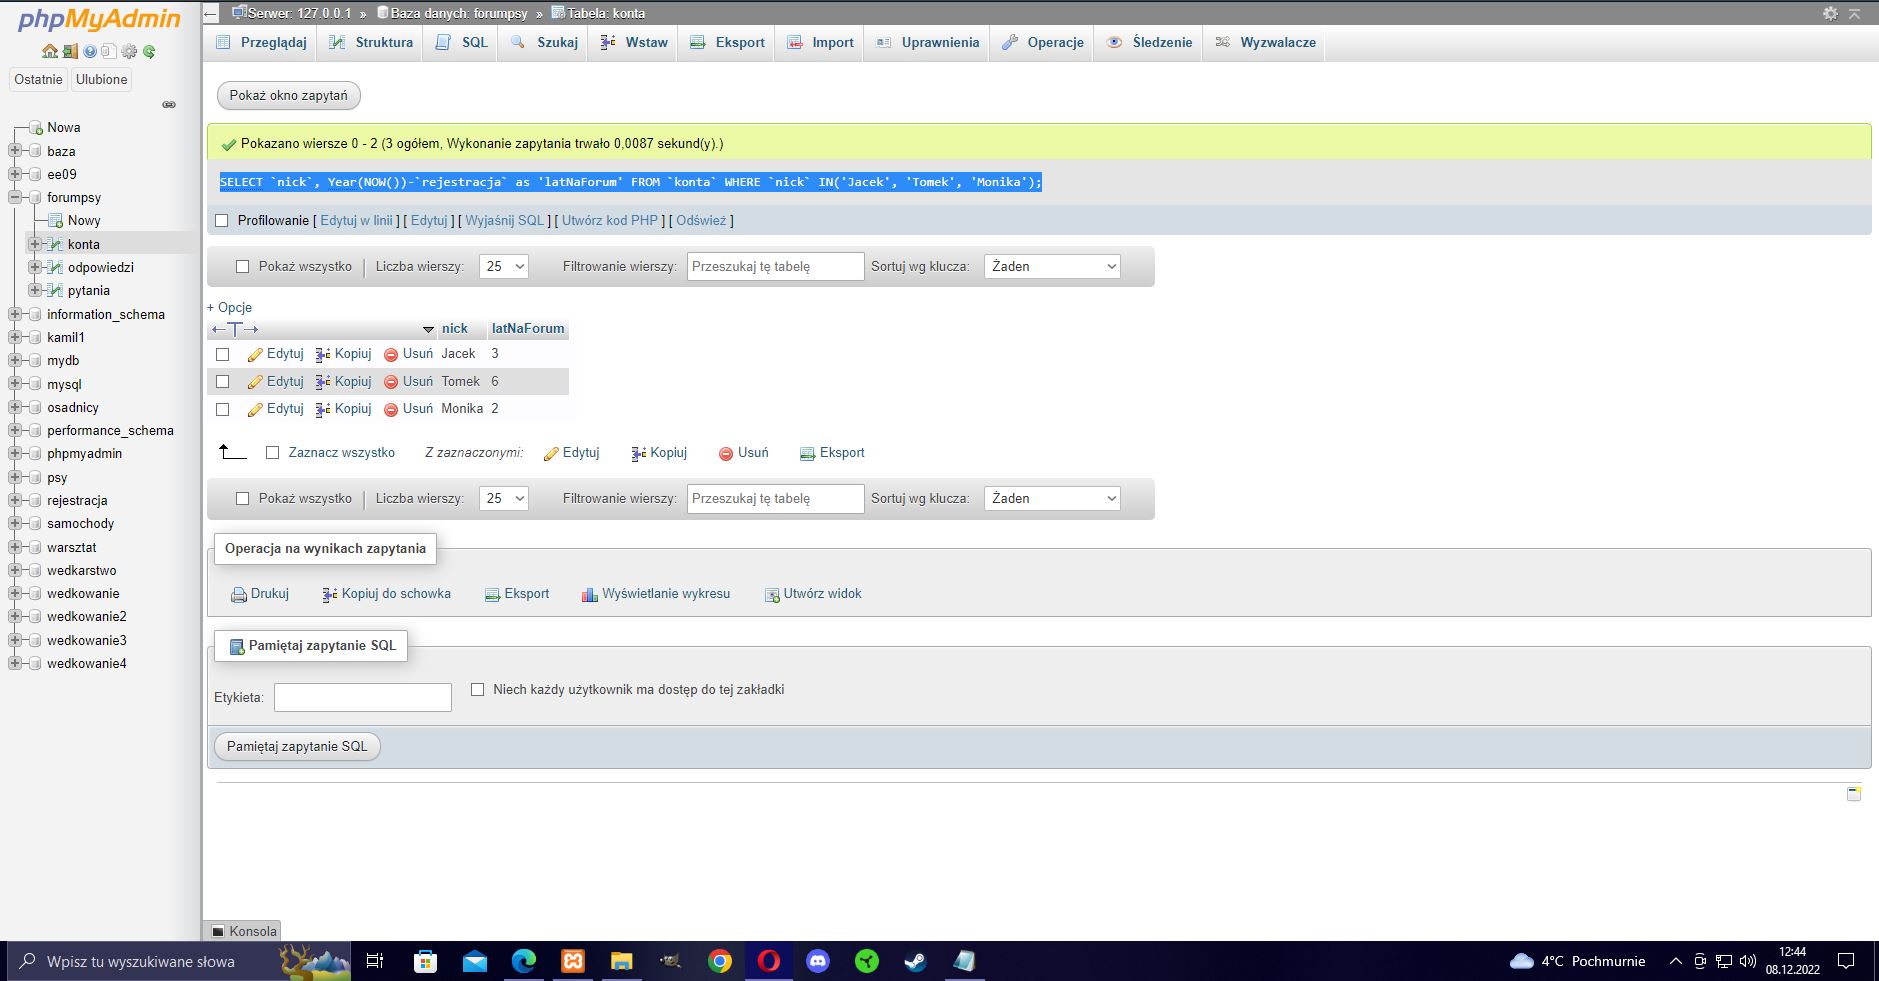 phpMyAdmin
Ostatnie Ulubione
Nowa
baza
ee09
forumpsy
Nowy
konta
odpowiedzi
pytania
information_schema
kamil1
mydb
mysql
osadnicy
performance_schema
phpmyadmin
psy
rejestracja
samochody
warsztat
wedkarstwo
wedkowanie
wedkowanie2
wedkowanie3
wedkowanie4
Serwer: 127.0.0.1 » Baza danych: forumpsy » Tabela: konta
Przeglądaj Struktura SQL Szukaj Wstaw Eksport Import Uprawnienia Operacje Śledzenie Wyzwalacze
Pokaż okno zapytań
Pokazano wiersze 0 - 2 (3 ogółem, Wykonanie zapytania trwało 0,0087 sekund(y).)
SELECT `nick`, Year(NOW())-`rejestracja` as 'latNaForum' FROM `konta` WHERE `nick` IN('Jacek', 'Tomek', 'Monika');
Profilowanie [ Edytuj w linii ] [ Edytuj ] [ Wyjaśnij SQL ] [ Utwórz kod PHP ] [ Odśwież ]
Pokaż wszystko | Liczba wierszy: 25 Filtrowanie wierszy: Przeszukaj tę tabelę Sortuj wg klucza: Żaden
+ Opcje
←T→ nick latNaForum
Edytuj Kopiuj Usuń Jacek 3
Edytuj Kopiuj Usuń Tomek 6
Edytuj Kopiuj Usuń Monika 2
Zaznacz wszystko Z zaznaczonymi: Edytuj Kopiuj Usuń Eksport
Pokaż wszystko | Liczba wierszy: 25 Filtrowanie wierszy: Przeszukaj tę tabelę Sortuj wg klucza: Żaden
Operacja na wynikach zapytania
Drukuj Kopiuj do schowka Eksport Wyświetlanie wykresu Utwórz widok
Pamiętaj zapytanie SQL
Etykieta: Niech każdy użytkownik ma dostęp do tej zakładki
Pamiętaj zapytanie SQL
Konsola
Wpisz tu wyszukiwane słowa
4°C Pochmurnie
12:44
08.12.2022